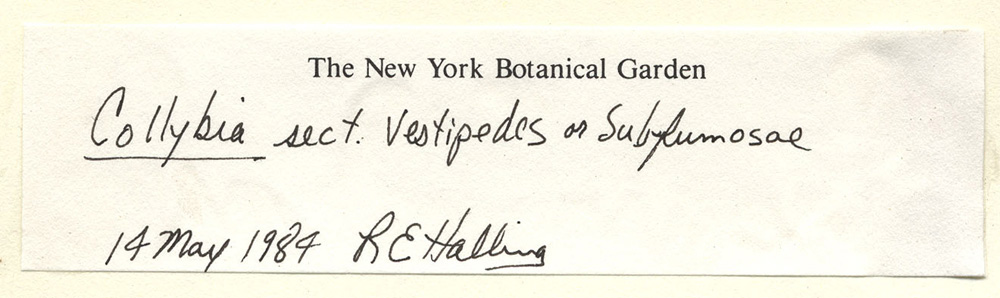 The New York Botanical Garden
Collybia sect. Vestipedes or Subfumosae
14 May 1984 R E Halling